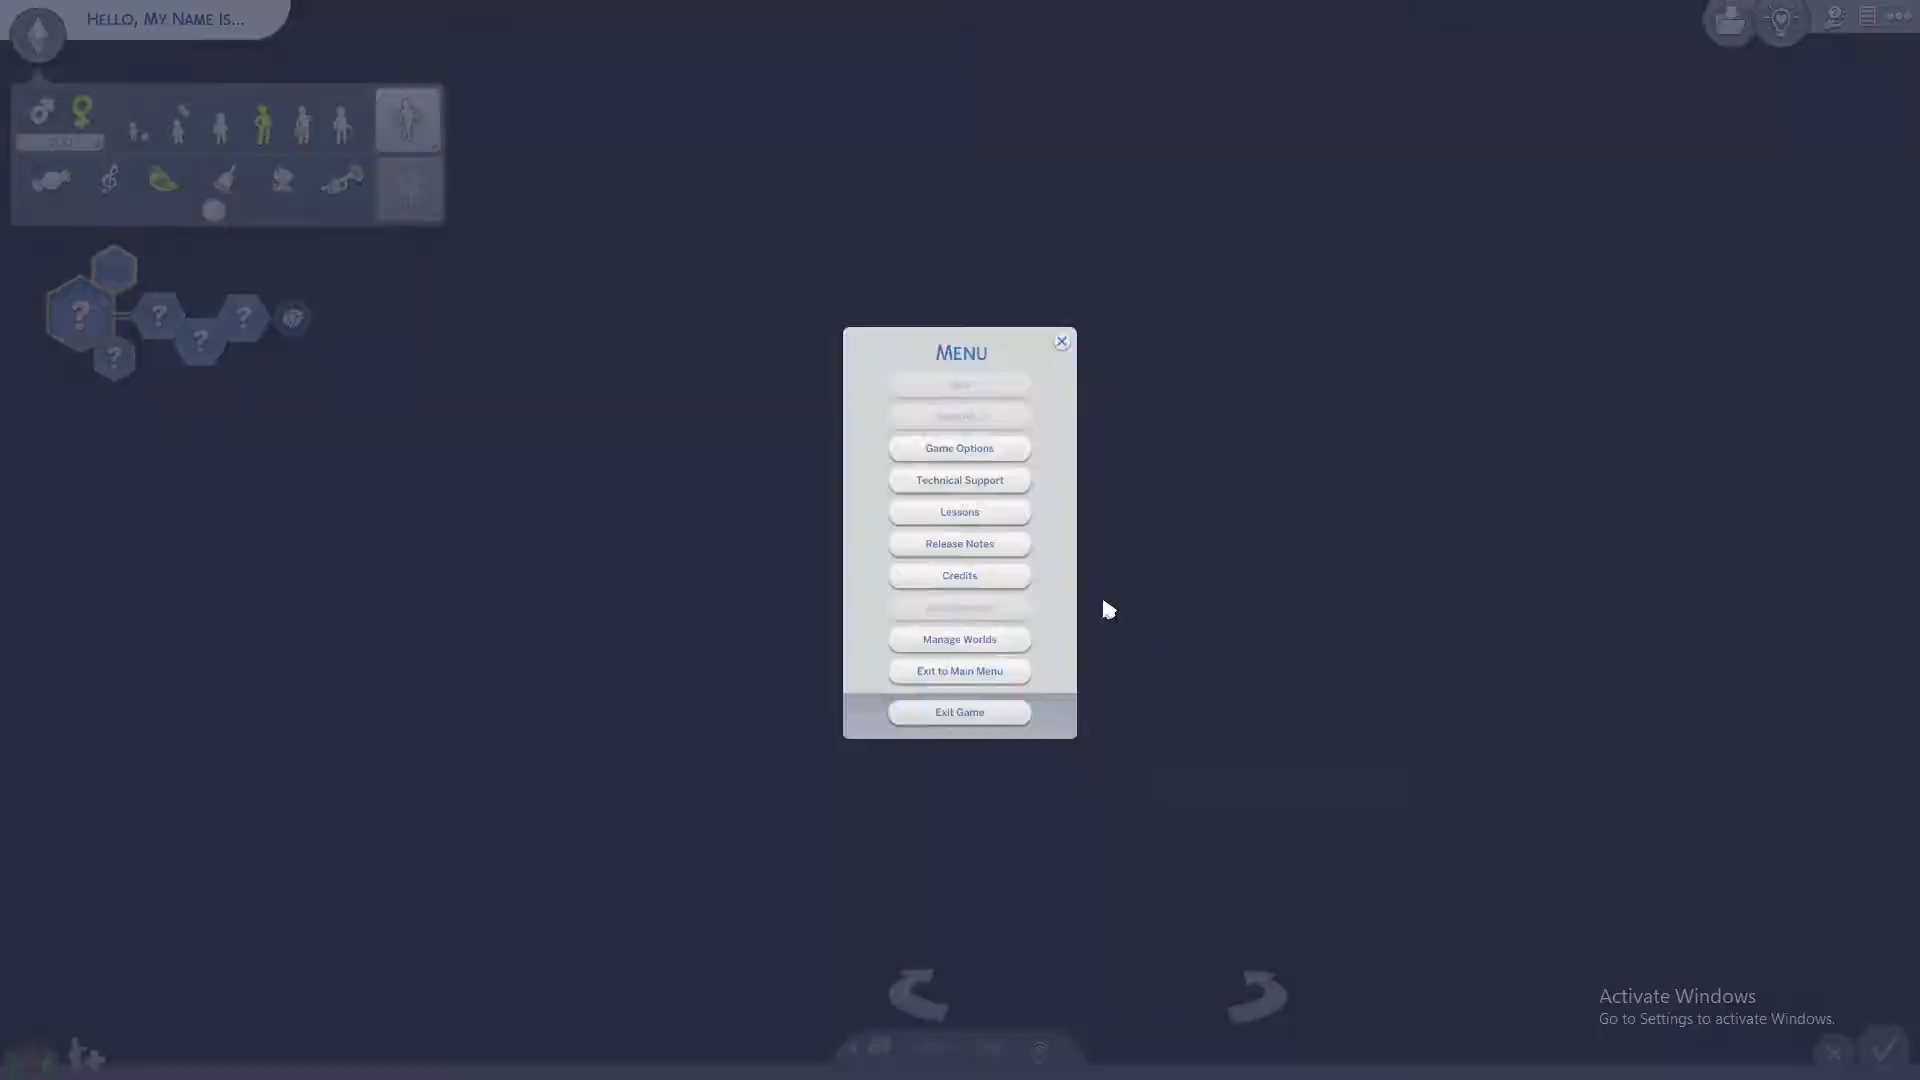 Hello, My Name Is...
Menu
Game Options
Technical Support
Lessons
Release Notes
Credits
Manage Worlds
Exit to Main Menu
Exit Game
Activate Windows
Go to Settings to activate Windows.